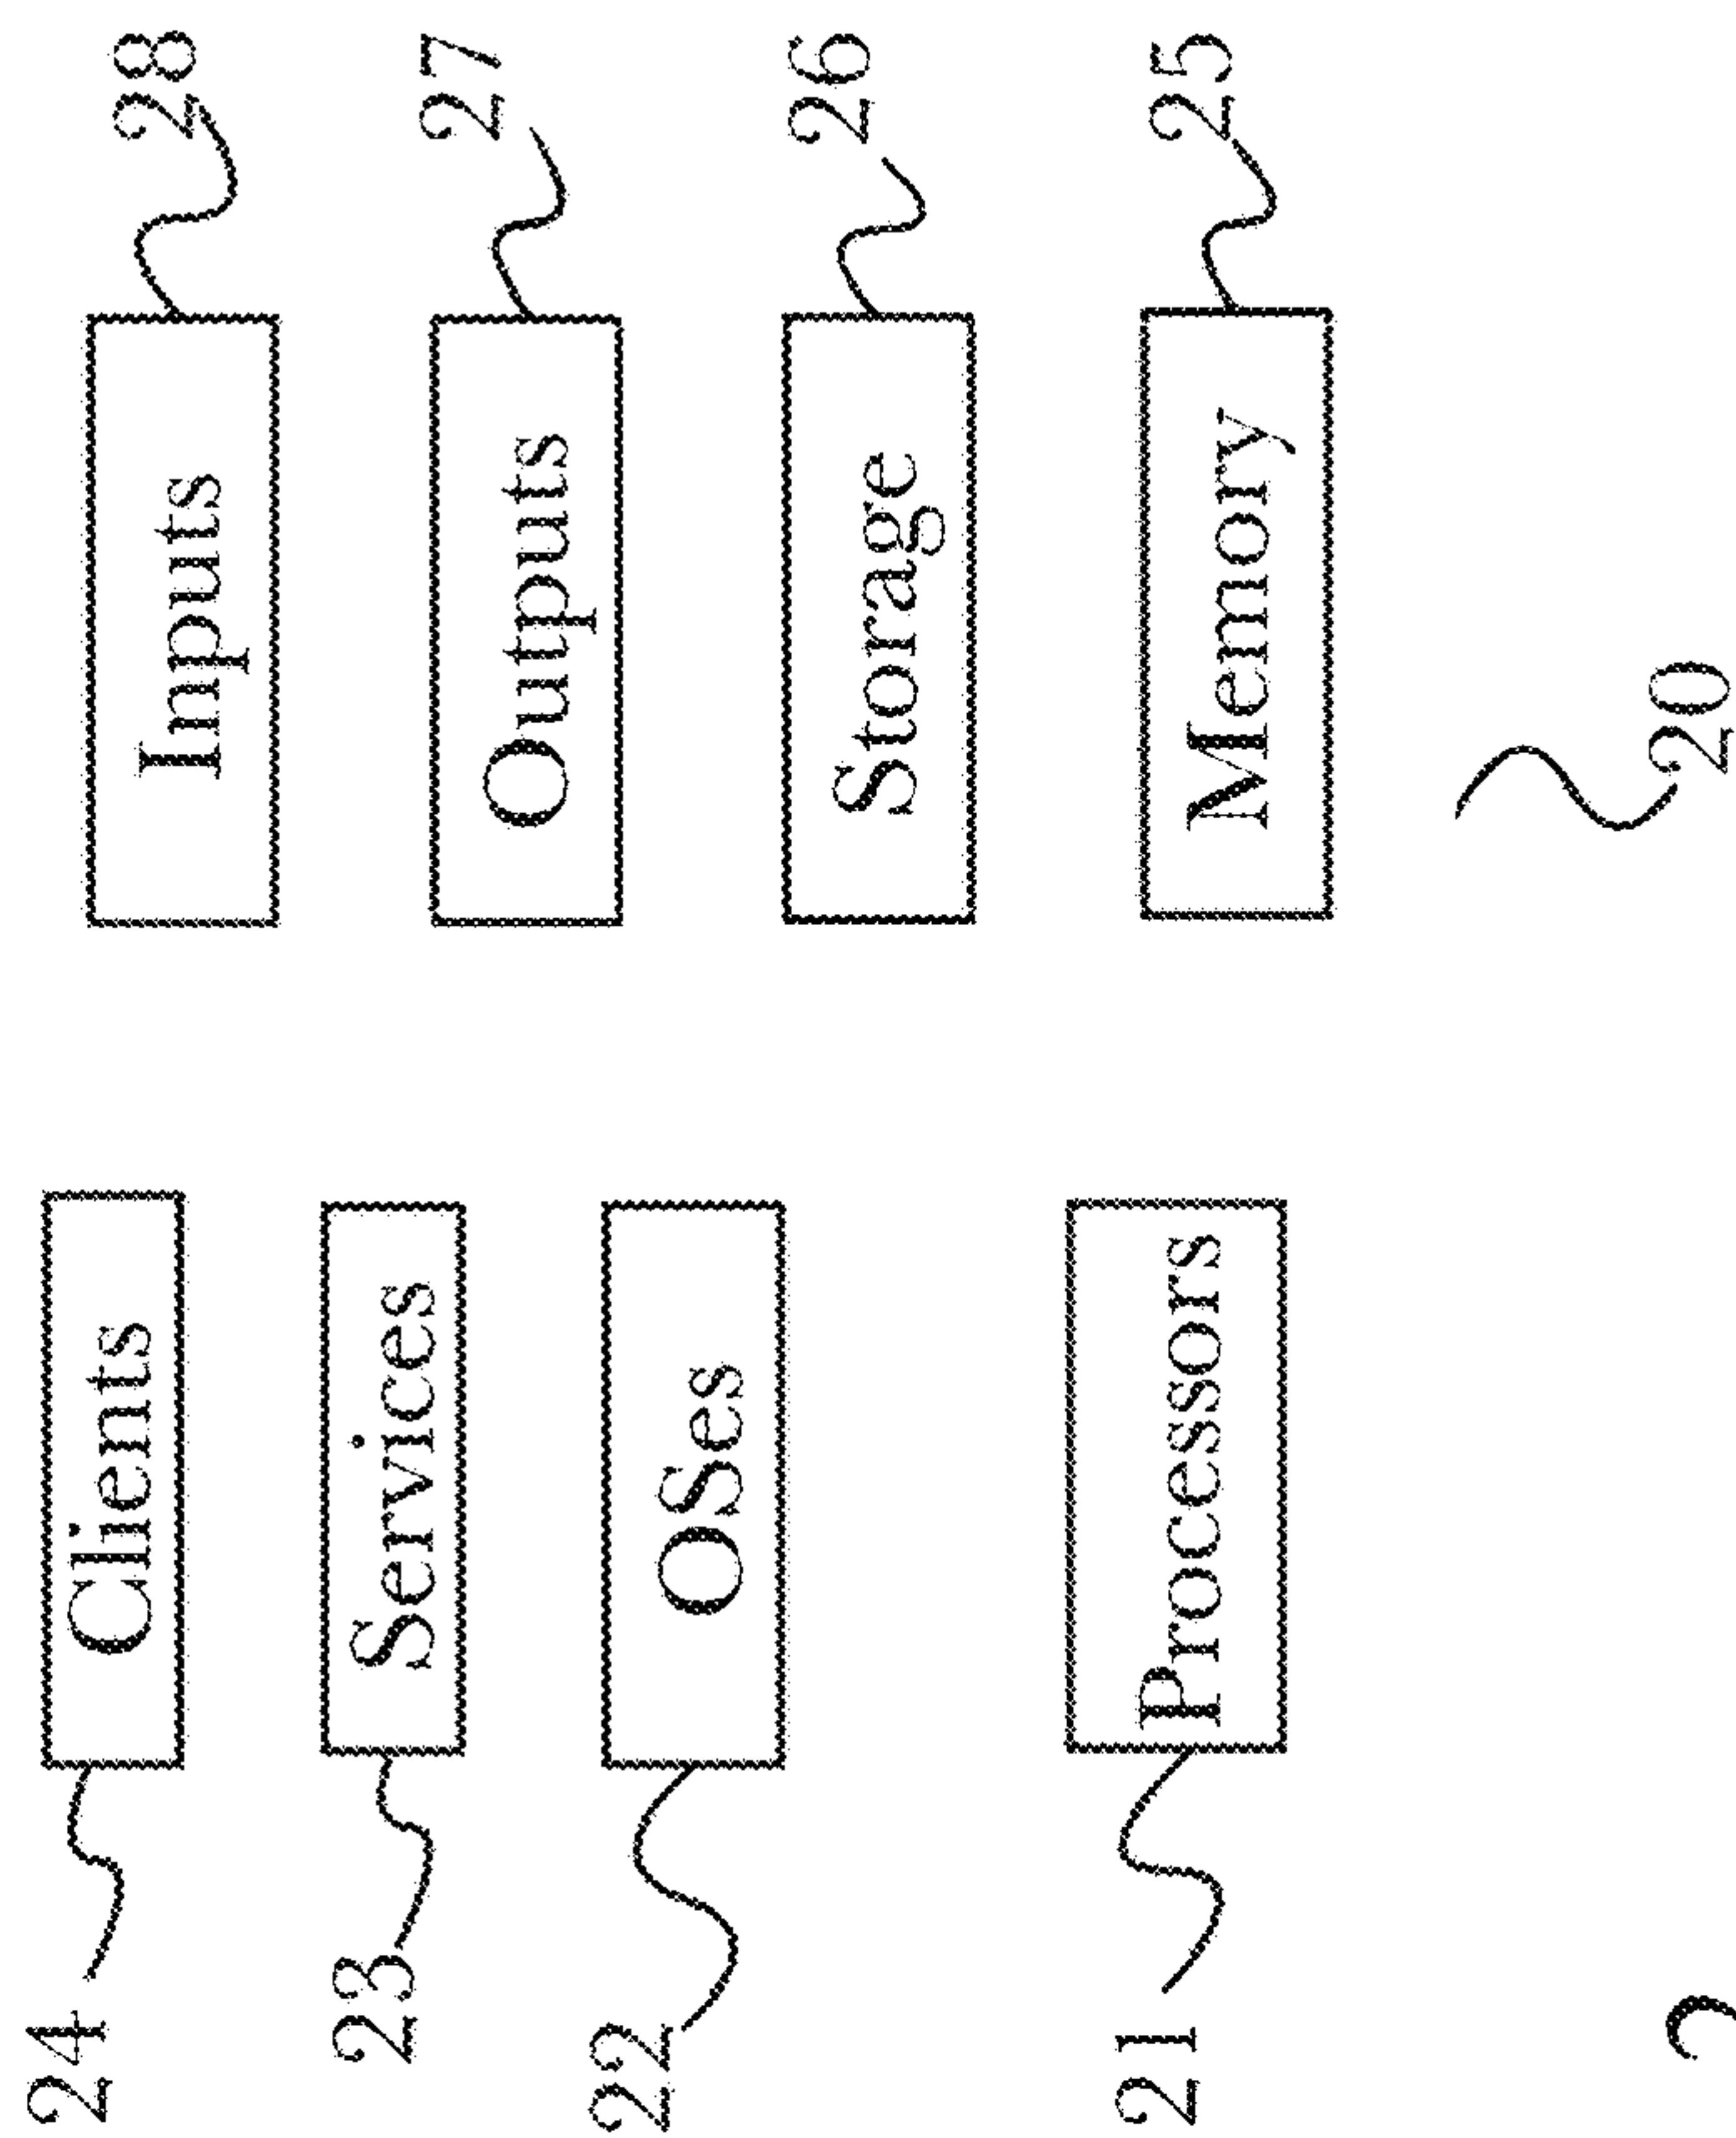 24 Clients Inputs 28
23 Services Outputs 27
22 OSes Storage 26
21 Processors Memory 25
20